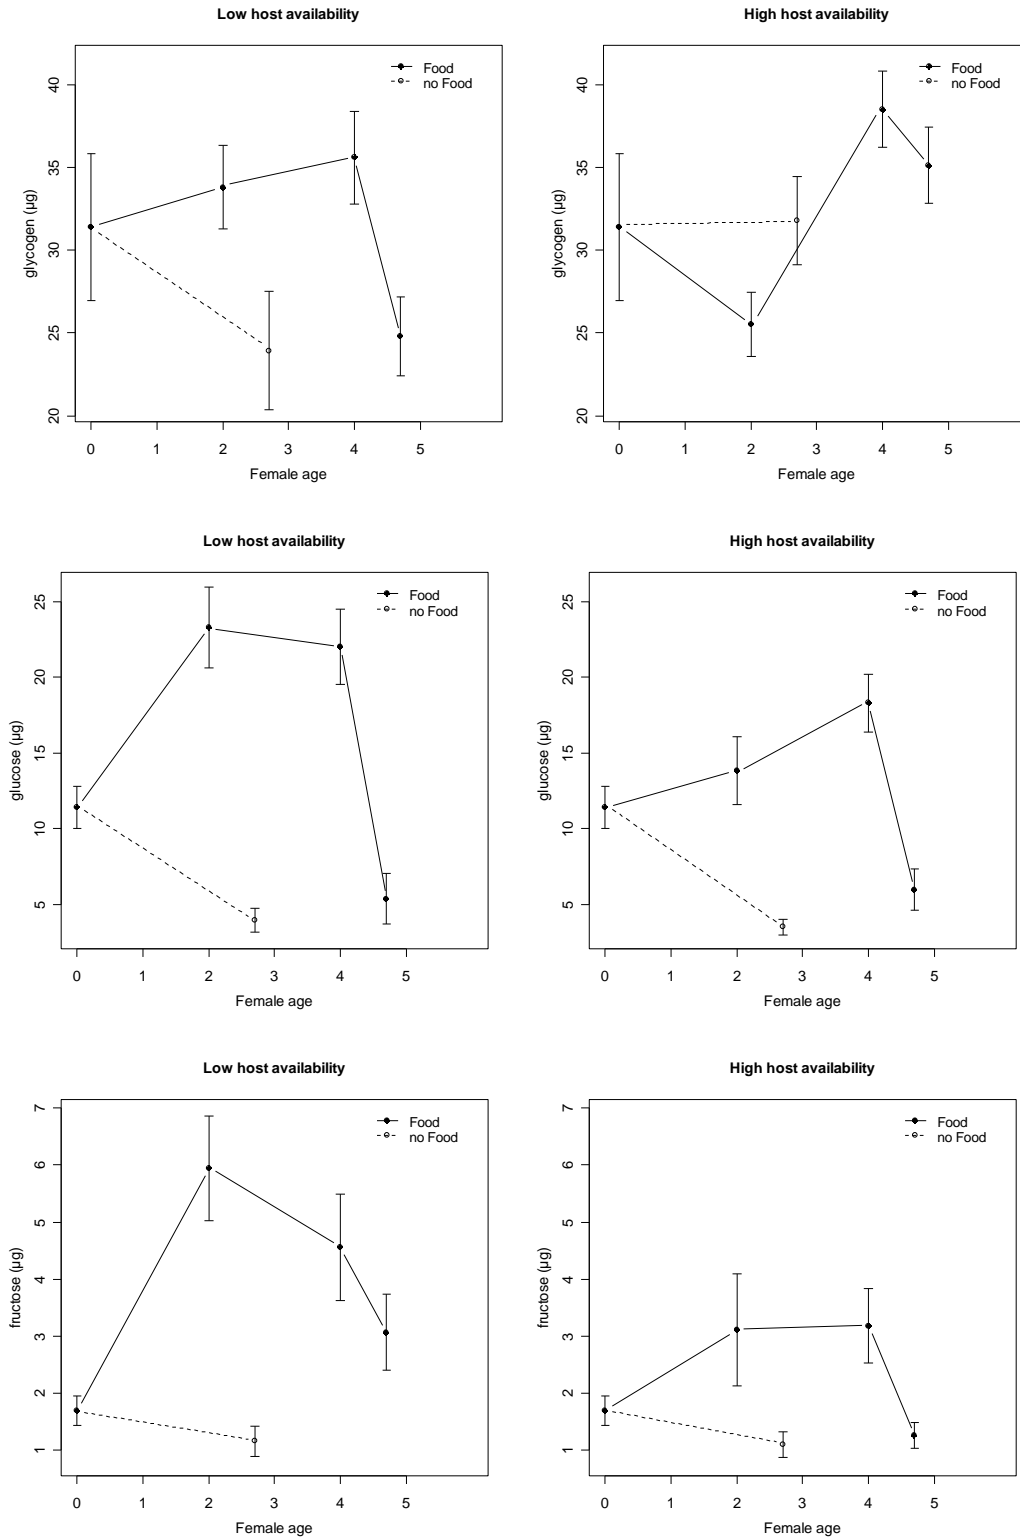 Low host availability
Food
no Food
glycogen (µg)
20 25 30 35 40
0 1 2 3 4 5
Female age
High host availability
Food
no Food
glycogen (µg)
20 25 30 35 40
0 1 2 3 4 5
Female age
Low host availability
Food
no Food
glucose (µg)
5 10 15 20 25
0 1 2 3 4 5
Female age
High host availability
Food
no Food
glucose (µg)
5 10 15 20 25
0 1 2 3 4 5
Female age
Low host availability
Food
no Food
fructose (µg)
1 2 3 4 5 6 7
0 1 2 3 4 5
Female age
High host availability
Food
no Food
fructose (µg)
1 2 3 4 5 6 7
0 1 2 3 4 5
Female age